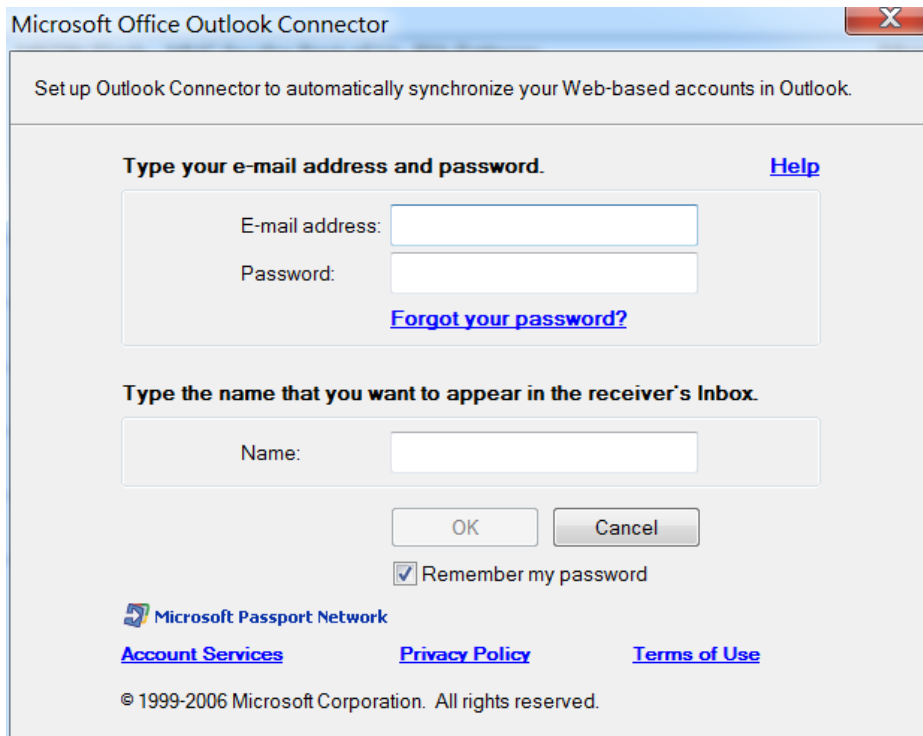 Microsoft Office Outlook Connector
X
Set up Outlook Connector to automatically synchronize your Web-based accounts in Outlook.
Type your e-mail address and password. Help
E-mail address:
Password:
Forgot your password?
Type the name that you want to appear in the receiver's Inbox.
Name:
OK Cancel
Remember my password
Microsoft Passport Network
Account Services Privacy Policy Terms of Use
© 1999-2006 Microsoft Corporation. All rights reserved.